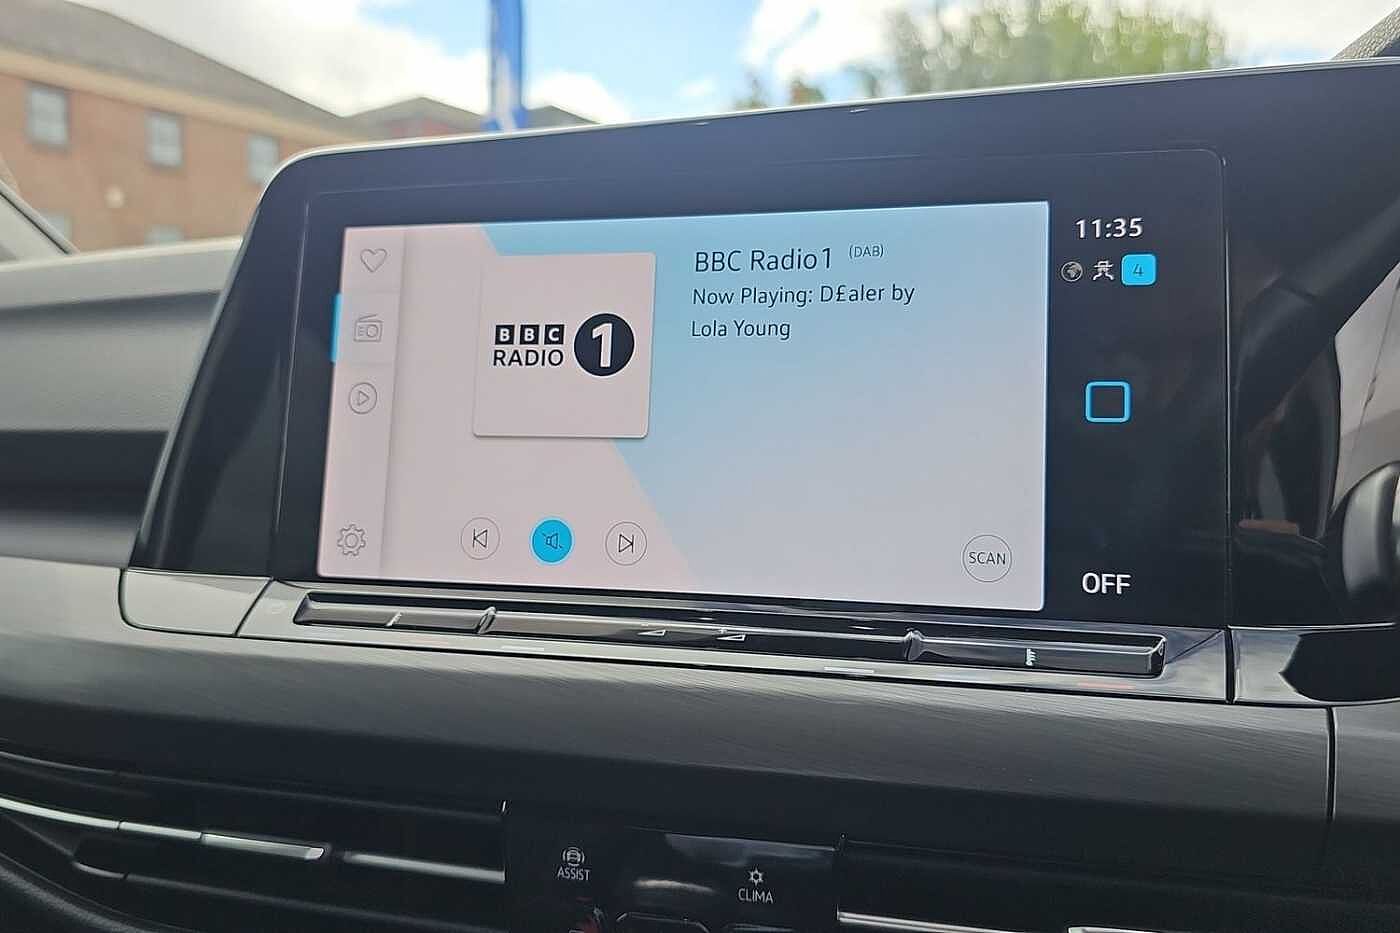 BBC Radio 1 (DAB)
Now Playing: D£aler by
Lola Young
BBC
RADIO 1
SCAN
11:35
4
OFF
ASSIST
CLIMA